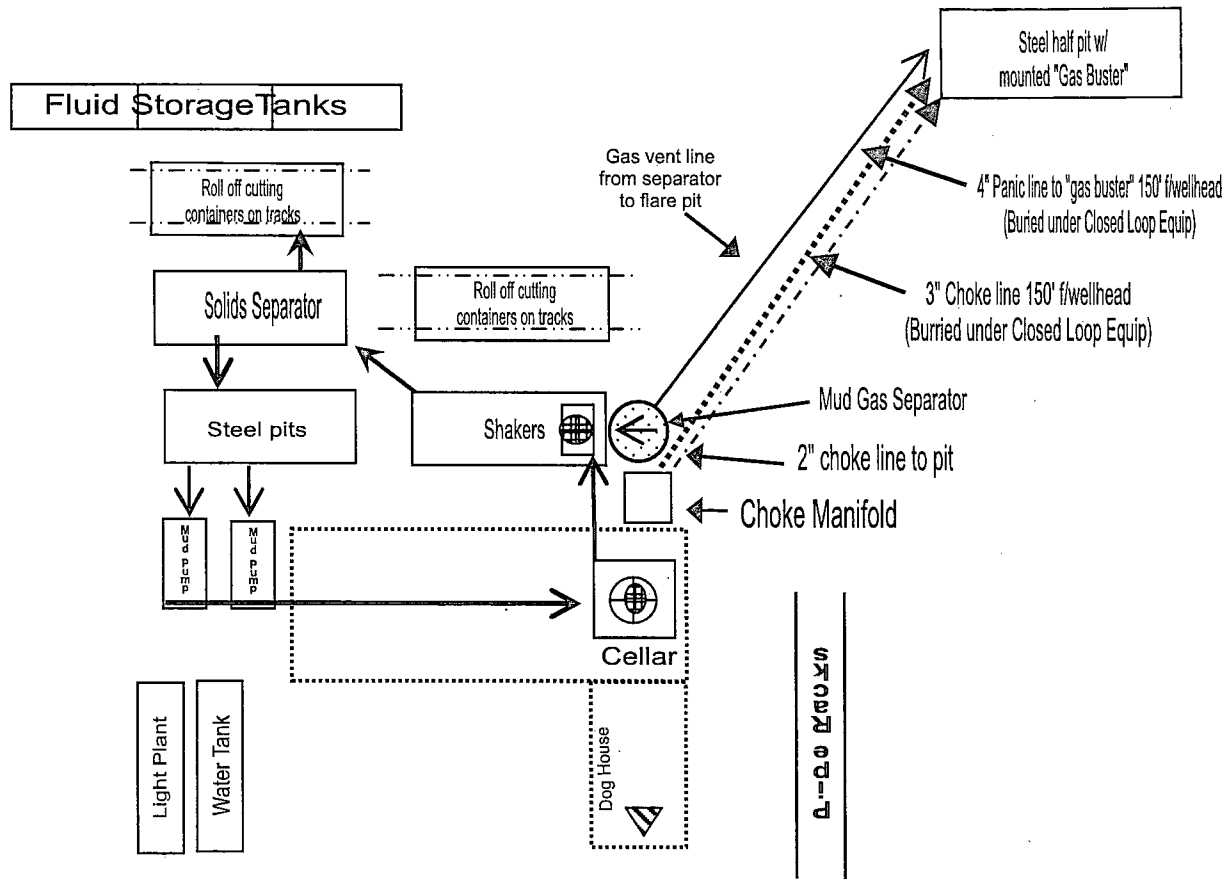 Steel half pit w/
mounted "Gas Buster"
Fluid StorageTanks
Gas vent line
from separator
to flare pit
Roll off cutting
containers on tracks
4" Panic line to "gas buster" 150' f/wellhead
(Buried under Closed Loop Equip)
Solids Separator
Roll off cutting
containers on tracks
3" Choke line 150' f/wellhead
(Burried under Closed Loop Equip)
Steel pits
Shakers
Mud Gas Separator
2" choke line to pit
Choke Manifold
Mud pump
Mud pump
Cellar
Pipe Racks
Light Plant
Water Tank
Dog House